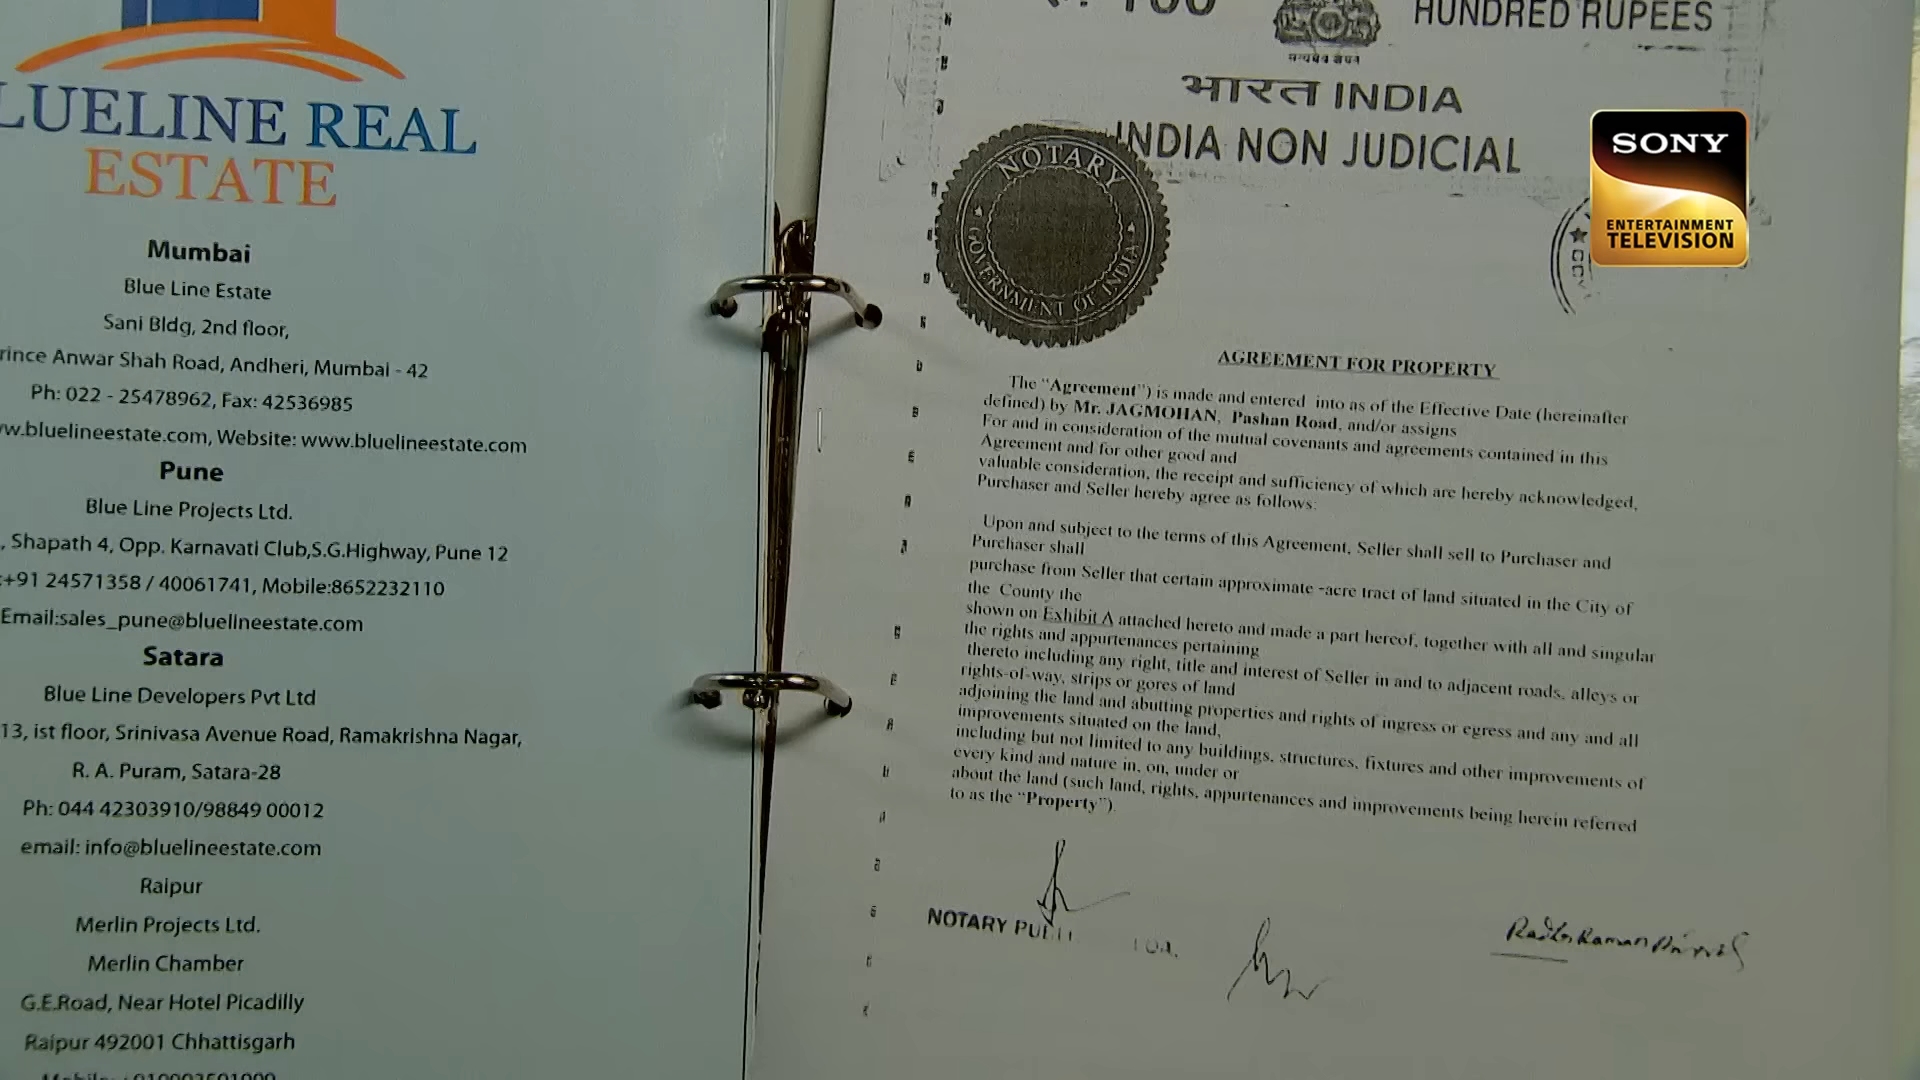 LUELINE REAL
ESTATE
Mumbai
Blue Line Estate
Sani Bldg, 2nd floor,
rince Anwar Shah Road, Andheri, Mumbai - 42
Ph: 022 - 25478962, Fax: 42536985
w.bluelineestate.com, Website: www.bluelineestate.com
Pune
Blue Line Projects Ltd.
, Shapath 4, Opp. Karnavati Club,S.G.Highway, Pune 12
:+91 24571358 / 40061741, Mobile:8652232110
Email:sales_pune@bluelineestate.com
Satara
Blue Line Developers Pvt Ltd
13, ist floor, Srinivasa Avenue Road, Ramakrishna Nagar,
R. A. Puram, Satara-28
Ph: 044 42303910/98849 00012
email: info@bluelineestate.com
Raipur
Merlin Projects Ltd.
Merlin Chamber
G.E.Road, Near Hotel Picadilly
Raipur 492001 Chhattisgarh
100
HUNDRED RUPEES
भारत INDIA
INDIA NON JUDICIAL
NOTARY
GOVERNMENT OF INDIA
SONY
ENTERTAINMENT
TELEVISION
AGREEMENT FOR PROPERTY
The “Agreement”) is made and entered into as of the Effective Date (hereinafter
defined) by Mr. JAGMOHAN, Pashan Road, and/or assigns
For and in consideration of the mutual covenants and agreements contained in this
Agreement and for other good and
valuable consideration, the receipt and sufficiency of which are hereby acknowledged,
Purchaser and Seller hereby agree as follows:
Upon and subject to the terms of this Agreement, Seller shall sell to Purchaser and
Purchaser shall
purchase from Seller that certain approximate -acre tract of land situated in the City of
the County the
shown on Exhibit A attached hereto and made a part hereof, together with all and singular
the rights and appurtenances pertaining
thereto including any right, title and interest of Seller in and to adjacent roads, alleys or
rights-of-way, strips or gores of land
adjoining the land and abutting properties and rights of ingress or egress and any and all
improvements situated on the land,
including but not limited to any buildings, structures, fixtures and other improvements of
every kind and nature in, on, under or
about the land (such land, rights, appurtenances and improvements being herein referred
to as the “Property”).
NOTARY